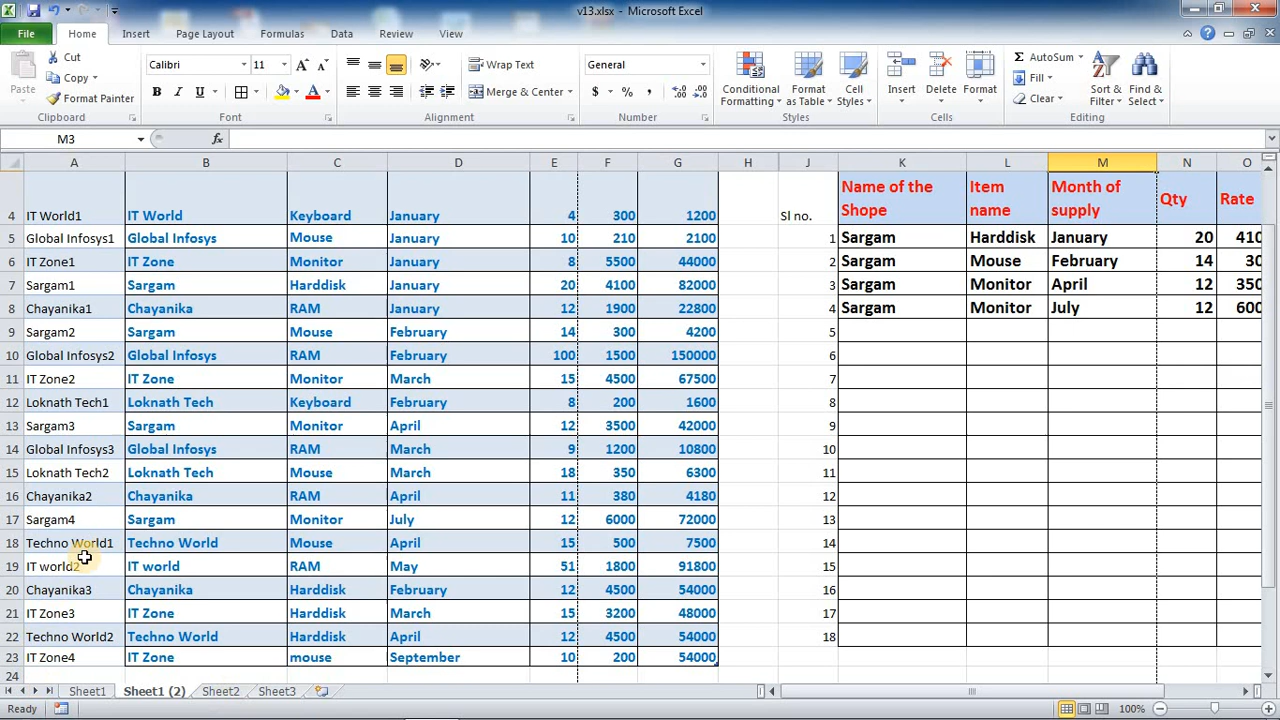 v13.xlsx - Microsoft Excel
File Home Insert Page Layout Formulas Data Review View
Cut
Copy
Format Painter
Paste
Clipboard
Calibri 11
B I U
Font
Wrap Text
Merge & Center
Alignment
General
$ % ,
Number
Conditional Formatting
Format as Table
Cell Styles
Styles
Insert Delete Format
Cells
AutoSum
Fill
Clear
Sort & Filter
Find & Select
Editing
M3 fx
A B C D E F G H J K L M N O
4 IT World1 IT World Keyboard January 4 300 1200 Sl no. Name of the Shope Item name Month of supply Qty Rate
5 Global Infosys1 Global Infosys Mouse January 10 210 2100 1 Sargam Harddisk January 20 410
6 IT Zone1 IT Zone Monitor January 8 5500 44000 2 Sargam Mouse February 14 30
7 Sargam1 Sargam Harddisk January 20 4100 82000 3 Sargam Monitor April 12 350
8 Chayanika1 Chayanika RAM January 12 1900 22800 4 Sargam Monitor July 12 600
9 Sargam2 Sargam Mouse February 14 300 4200 5
10 Global Infosys2 Global Infosys RAM February 100 1500 150000 6
11 IT Zone2 IT Zone Monitor March 15 4500 67500 7
12 Loknath Tech1 Loknath Tech Keyboard February 8 200 1600 8
13 Sargam3 Sargam Monitor April 12 3500 42000 9
14 Global Infosys3 Global Infosys RAM March 9 1200 10800 10
15 Loknath Tech2 Loknath Tech Mouse March 18 350 6300 11
16 Chayanika2 Chayanika RAM April 11 380 4180 12
17 Sargam4 Sargam Monitor July 12 6000 72000 13
18 Techno World1 Techno World Mouse April 15 500 7500 14
19 IT world2 IT world RAM May 51 1800 91800 15
20 Chayanika3 Chayanika Harddisk February 12 4500 54000 16
21 IT Zone3 IT Zone Harddisk March 15 3200 48000 17
22 Techno World2 Techno World Harddisk April 12 4500 54000 18
23 IT Zone4 IT Zone mouse September 10 200 54000
24
Sheet1 Sheet1 (2) Sheet2 Sheet3
Ready 100%